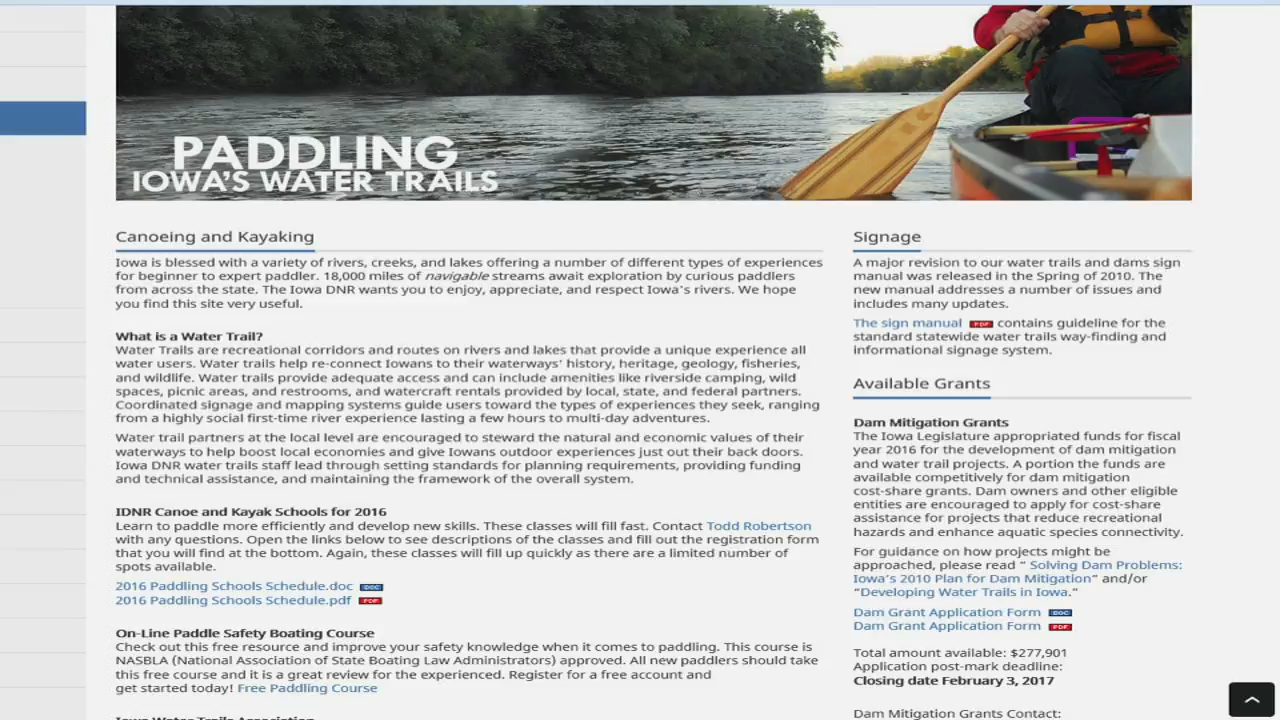 PADDLING
IOWA'S WATER TRAILS
Canoeing and Kayaking
Iowa is blessed with a variety of rivers, creeks, and lakes offering a number of different types of experiences
for beginner to expert paddler. 18,000 miles of navigable streams await exploration by curious paddlers
from across the state. The Iowa DNR wants you to enjoy, appreciate, and respect Iowa's rivers. We hope
you find this site very useful.
What is a Water Trail?
Water Trails are recreational corridors and routes on rivers and lakes that provide a unique experience all
water users. Water trails help re-connect Iowans to their waterways' history, heritage, geology, fisheries,
and wildlife. Water trails provide adequate access and can include amenities like riverside camping, wild
spaces, picnic areas, and restrooms, and watercraft rentals provided by local, state, and federal partners.
Coordinated signage and mapping systems guide users toward the types of experiences they seek, ranging
from a highly social first-time river experience lasting a few hours to multi-day adventures.
Water trail partners at the local level are encouraged to steward the natural and economic values of their
waterways to help boost local economies and give Iowans outdoor experiences just out their back doors.
Iowa DNR water trails staff lead through setting standards for planning requirements, providing funding
and technical assistance, and maintaining the framework of the overall system.
IDNR Canoe and Kayak Schools for 2016
Learn to paddle more efficiently and develop new skills. These classes will fill fast. Contact Todd Robertson
with any questions. Open the links below to see descriptions of the classes and fill out the registration form
that you will find at the bottom. Again, these classes will fill up quickly as there are a limited number of
spots available.
2016 Paddling Schools Schedule.doc DOC
2016 Paddling Schools Schedule.pdf PDF
On-Line Paddle Safety Boating Course
Check out this free resource and improve your safety knowledge when it comes to paddling. This course is
NASBLA (National Association of State Boating Law Administrators) approved. All new paddlers should take
this free course and it is a great review for the experienced. Register for a free account and
get started today! Free Paddling Course
Iowa Water Trails Association
Signage
A major revision to our water trails and dams sign
manual was released in the Spring of 2010. The
new manual addresses a number of issues and
includes many updates.
The sign manual PDF contains guideline for the
standard statewide water trails way-finding and
informational signage system.
Available Grants
Dam Mitigation Grants
The Iowa Legislature appropriated funds for fiscal
year 2016 for the development of dam mitigation
and water trail projects. A portion the funds are
available competitively for dam mitigation
cost-share grants. Dam owners and other eligible
entities are encouraged to apply for cost-share
assistance for projects that reduce recreational
hazards and enhance aquatic species connectivity.
For guidance on how projects might be
approached, please read " Solving Dam Problems:
Iowa's 2010 Plan for Dam Mitigation" and/or
"Developing Water Trails in Iowa."
Dam Grant Application Form DOC
Dam Grant Application Form PDF
Total amount available: $277,901
Application post-mark deadline:
Closing date February 3, 2017
Dam Mitigation Grants Contact: